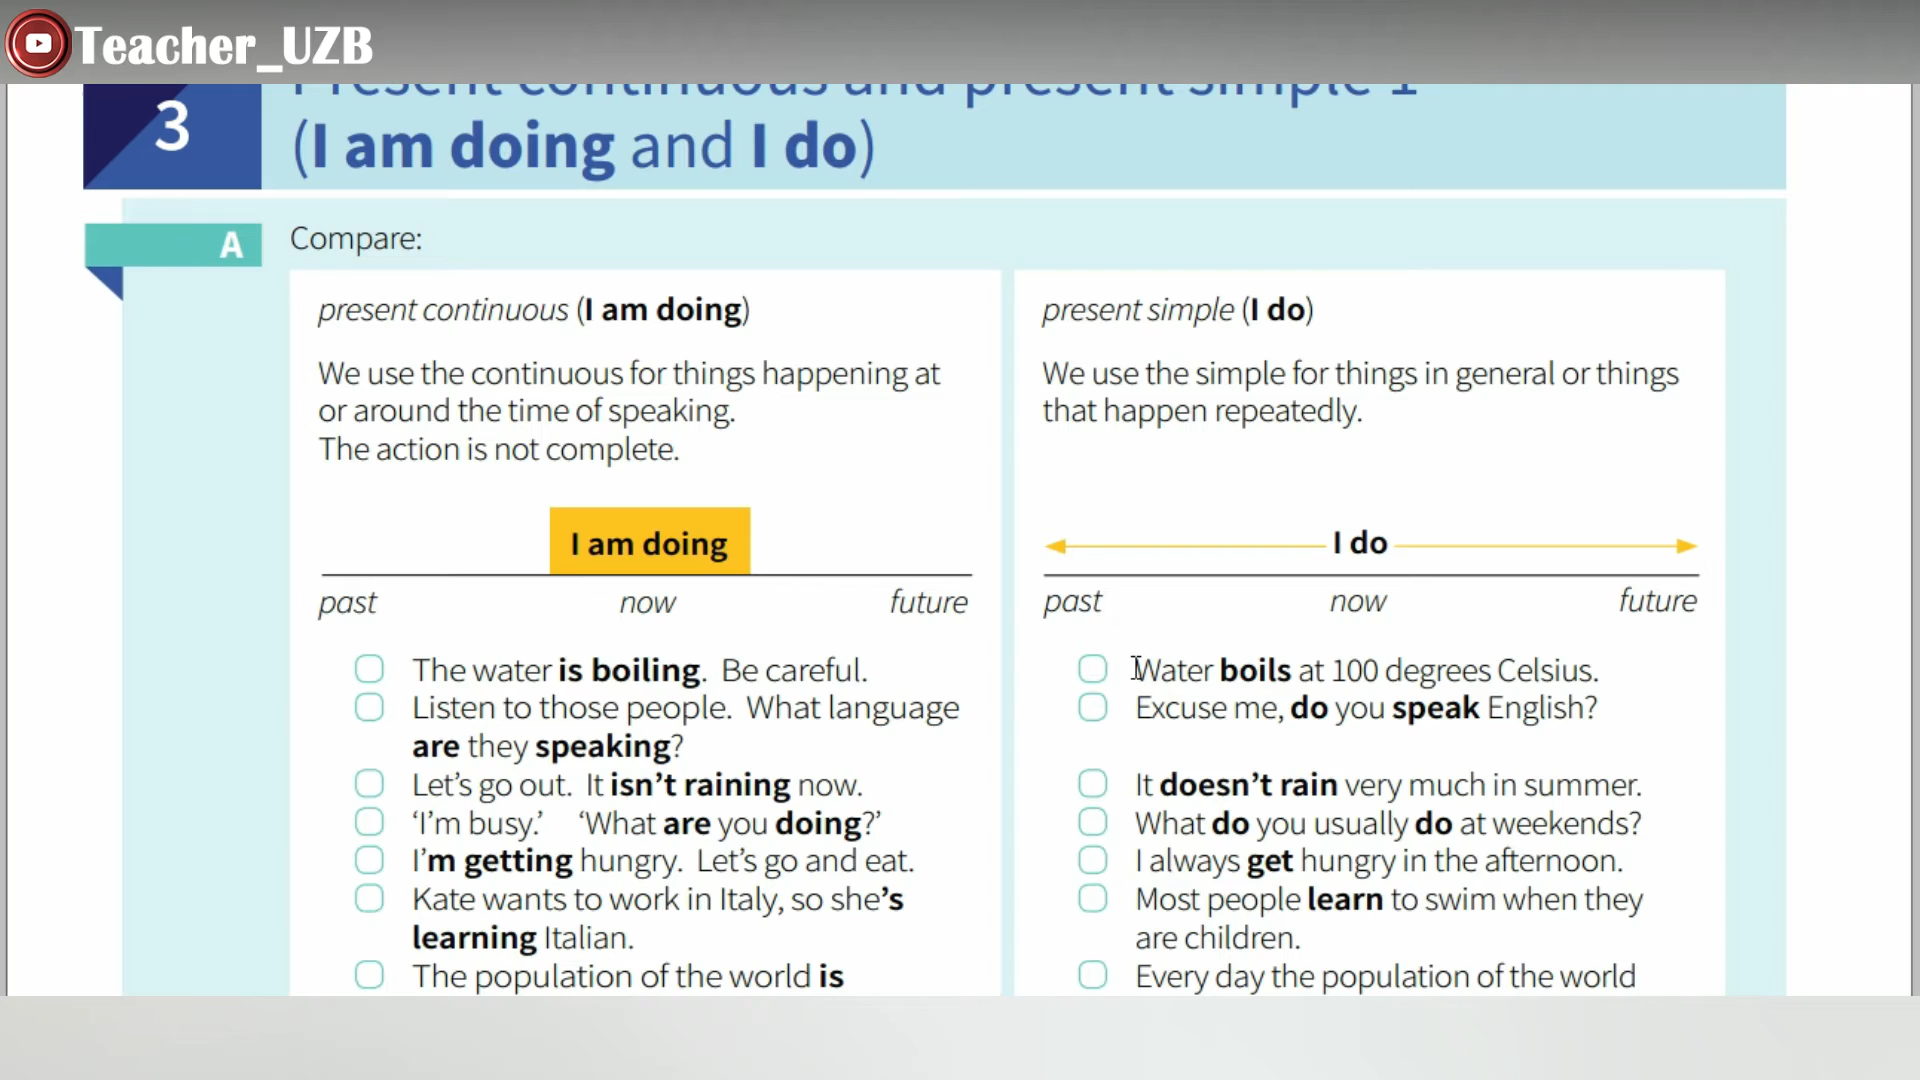 Teacher_UZB
Present continuous and present simple 1
3
(I am doing and I do)
A
Compare:
present continuous (I am doing)
We use the continuous for things happening at
or around the time of speaking.
The action is not complete.
I am doing
past now future
The water is boiling. Be careful.
Listen to those people. What language
are they speaking?
Let’s go out. It isn’t raining now.
‘I’m busy.’ ‘What are you doing?’
I’m getting hungry. Let’s go and eat.
Kate wants to work in Italy, so she’s
learning Italian.
The population of the world is
present simple (I do)
We use the simple for things in general or things
that happen repeatedly.
I do
past now future
Water boils at 100 degrees Celsius.
Excuse me, do you speak English?
It doesn’t rain very much in summer.
What do you usually do at weekends?
I always get hungry in the afternoon.
Most people learn to swim when they
are children.
Every day the population of the world